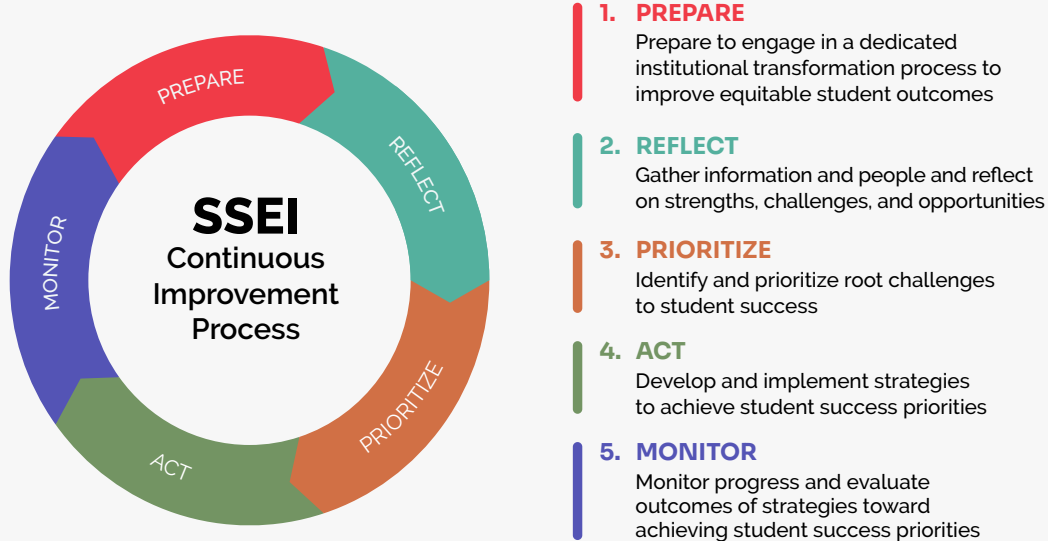 PREPARE
REFLECT
PRIORITIZE
ACT
MONITOR
SSEI
Continuous
Improvement
Process
1. PREPARE
Prepare to engage in a dedicated
institutional transformation process to
improve equitable student outcomes
2. REFLECT
Gather information and people and reflect
on strengths, challenges, and opportunities
3. PRIORITIZE
Identify and prioritize root challenges
to student success
4. ACT
Develop and implement strategies
to achieve student success priorities
5. MONITOR
Monitor progress and evaluate
outcomes of strategies toward
achieving student success priorities